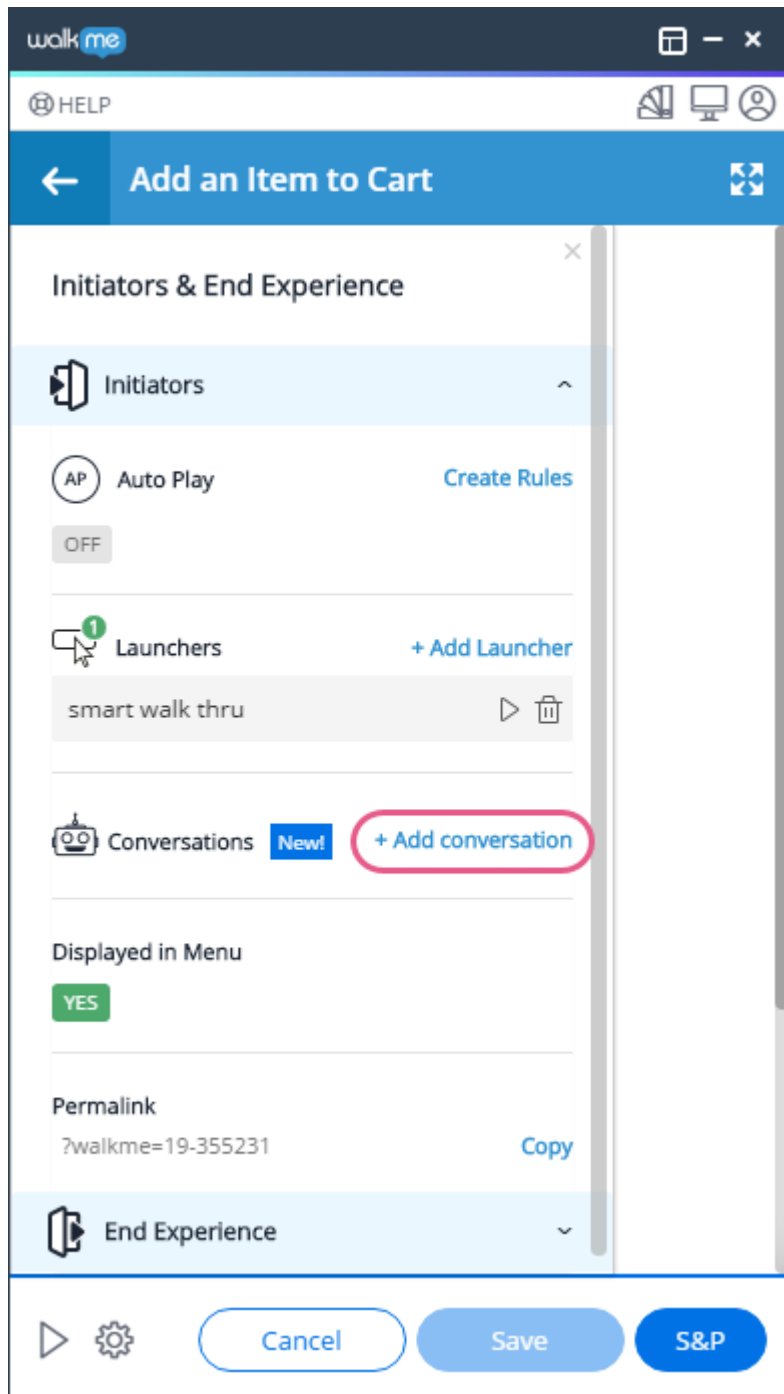 walkme
HELP
Add an Item to Cart
Initiators & End Experience
Initiators
AP Auto Play Create Rules
OFF
1
Launchers + Add Launcher
smart walk thru
Conversations New! + Add conversation
Displayed in Menu
YES
Permalink
?walkme=19-355231 Copy
End Experience
Cancel Save S&P